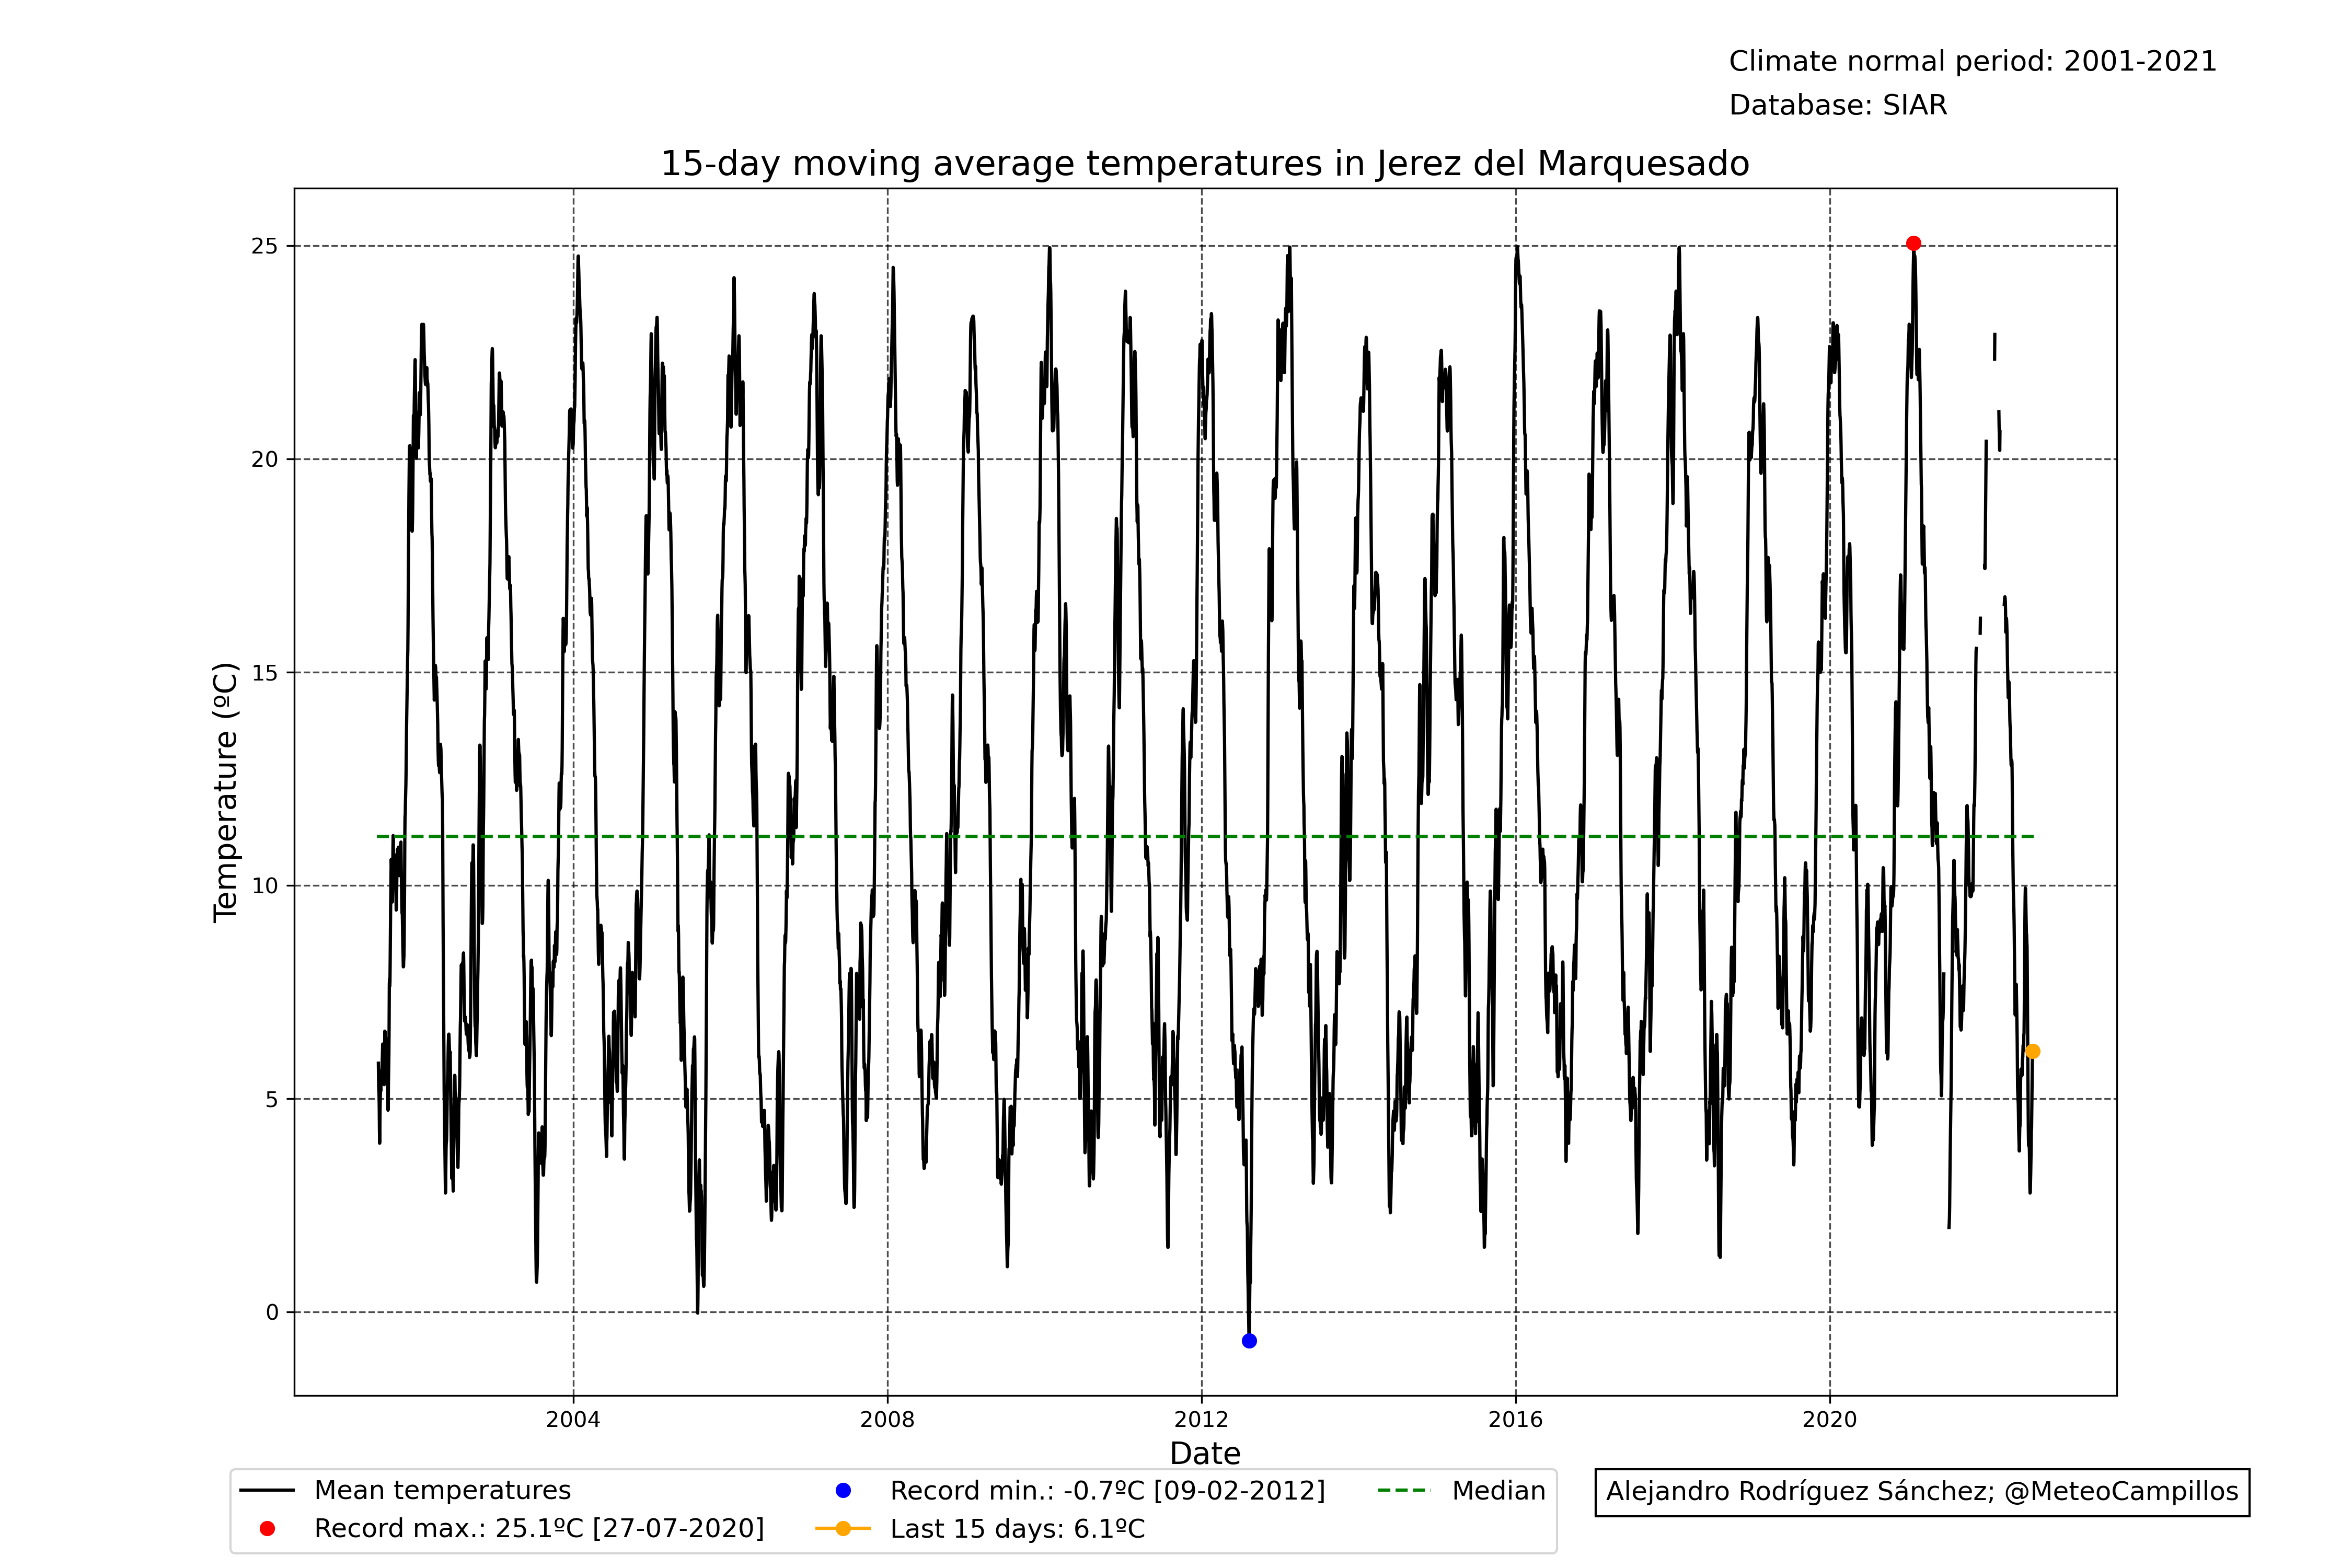 Climate normal period: 2001-2021
Database: SIAR
15-day moving average temperatures in Jerez del Marquesado
25
20
15
10
5
0
Temperature (ºC)
2004 2008 2012 2016 2020
Date
Mean temperatures
Record max.: 25.1ºC [27-07-2020]
Record min.: -0.7ºC [09-02-2012]
Last 15 days: 6.1ºC
Median
Alejandro Rodríguez Sánchez; @MeteoCampillos